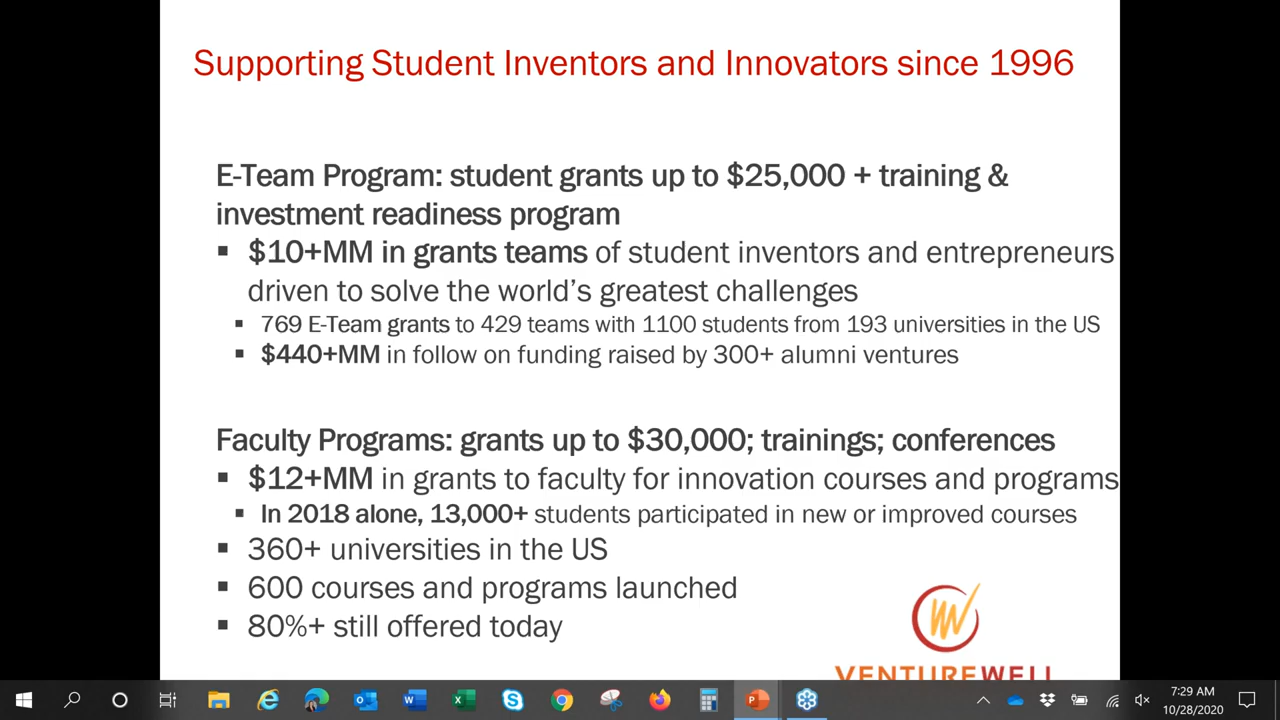 Supporting Student Inventors and Innovators since 1996
E-Team Program: student grants up to $25,000 + training &
investment readiness program
▪ $10+MM in grants teams of student inventors and entrepreneurs
driven to solve the world's greatest challenges
▪ 769 E-Team grants to 429 teams with 1100 students from 193 universities in the US
▪ $440+MM in follow on funding raised by 300+ alumni ventures
Faculty Programs: grants up to $30,000; trainings; conferences
▪ $12+MM in grants to faculty for innovation courses and programs
▪ In 2018 alone, 13,000+ students participated in new or improved courses
▪ 360+ universities in the US
▪ 600 courses and programs launched
▪ 80%+ still offered today
VENTUREWELL
7:29 AM
10/28/2020